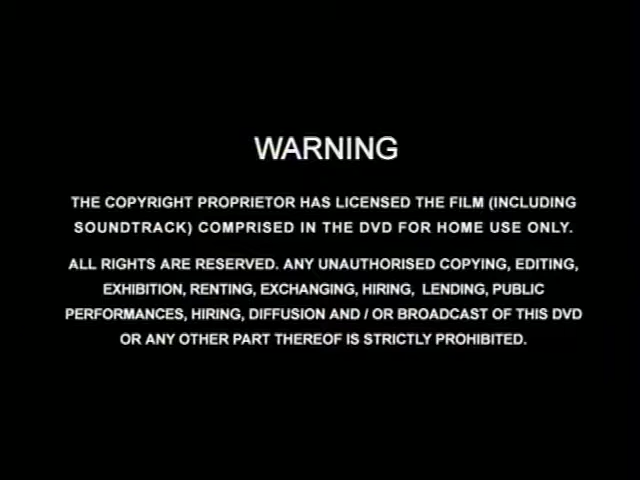 WARNING
THE COPYRIGHT PROPRIETOR HAS LICENSED THE FILM (INCLUDING
SOUNDTRACK) COMPRISED IN THE DVD FOR HOME USE ONLY.
ALL RIGHTS ARE RESERVED. ANY UNAUTHORISED COPYING, EDITING,
EXHIBITION, RENTING, EXCHANGING, HIRING, LENDING, PUBLIC
PERFORMANCES, HIRING, DIFFUSION AND / OR BROADCAST OF THIS DVD
OR ANY OTHER PART THEREOF IS STRICTLY PROHIBITED.